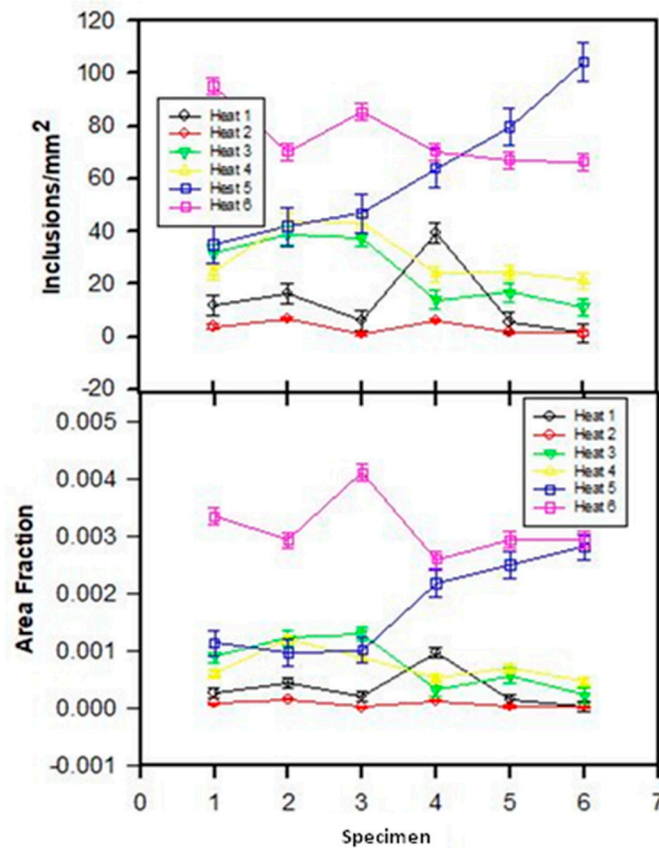 120
100
80
60
40
20
0
-20
Inclusions/mm²
Heat 1
Heat 2
Heat 3
Heat 4
Heat 5
Heat 6
0.005
0.004
0.003
0.002
0.001
0.000
-0.001
Area Fraction
Heat 1
Heat 2
Heat 3
Heat 4
Heat 5
Heat 6
0 1 2 3 4 5 6 7
Specimen